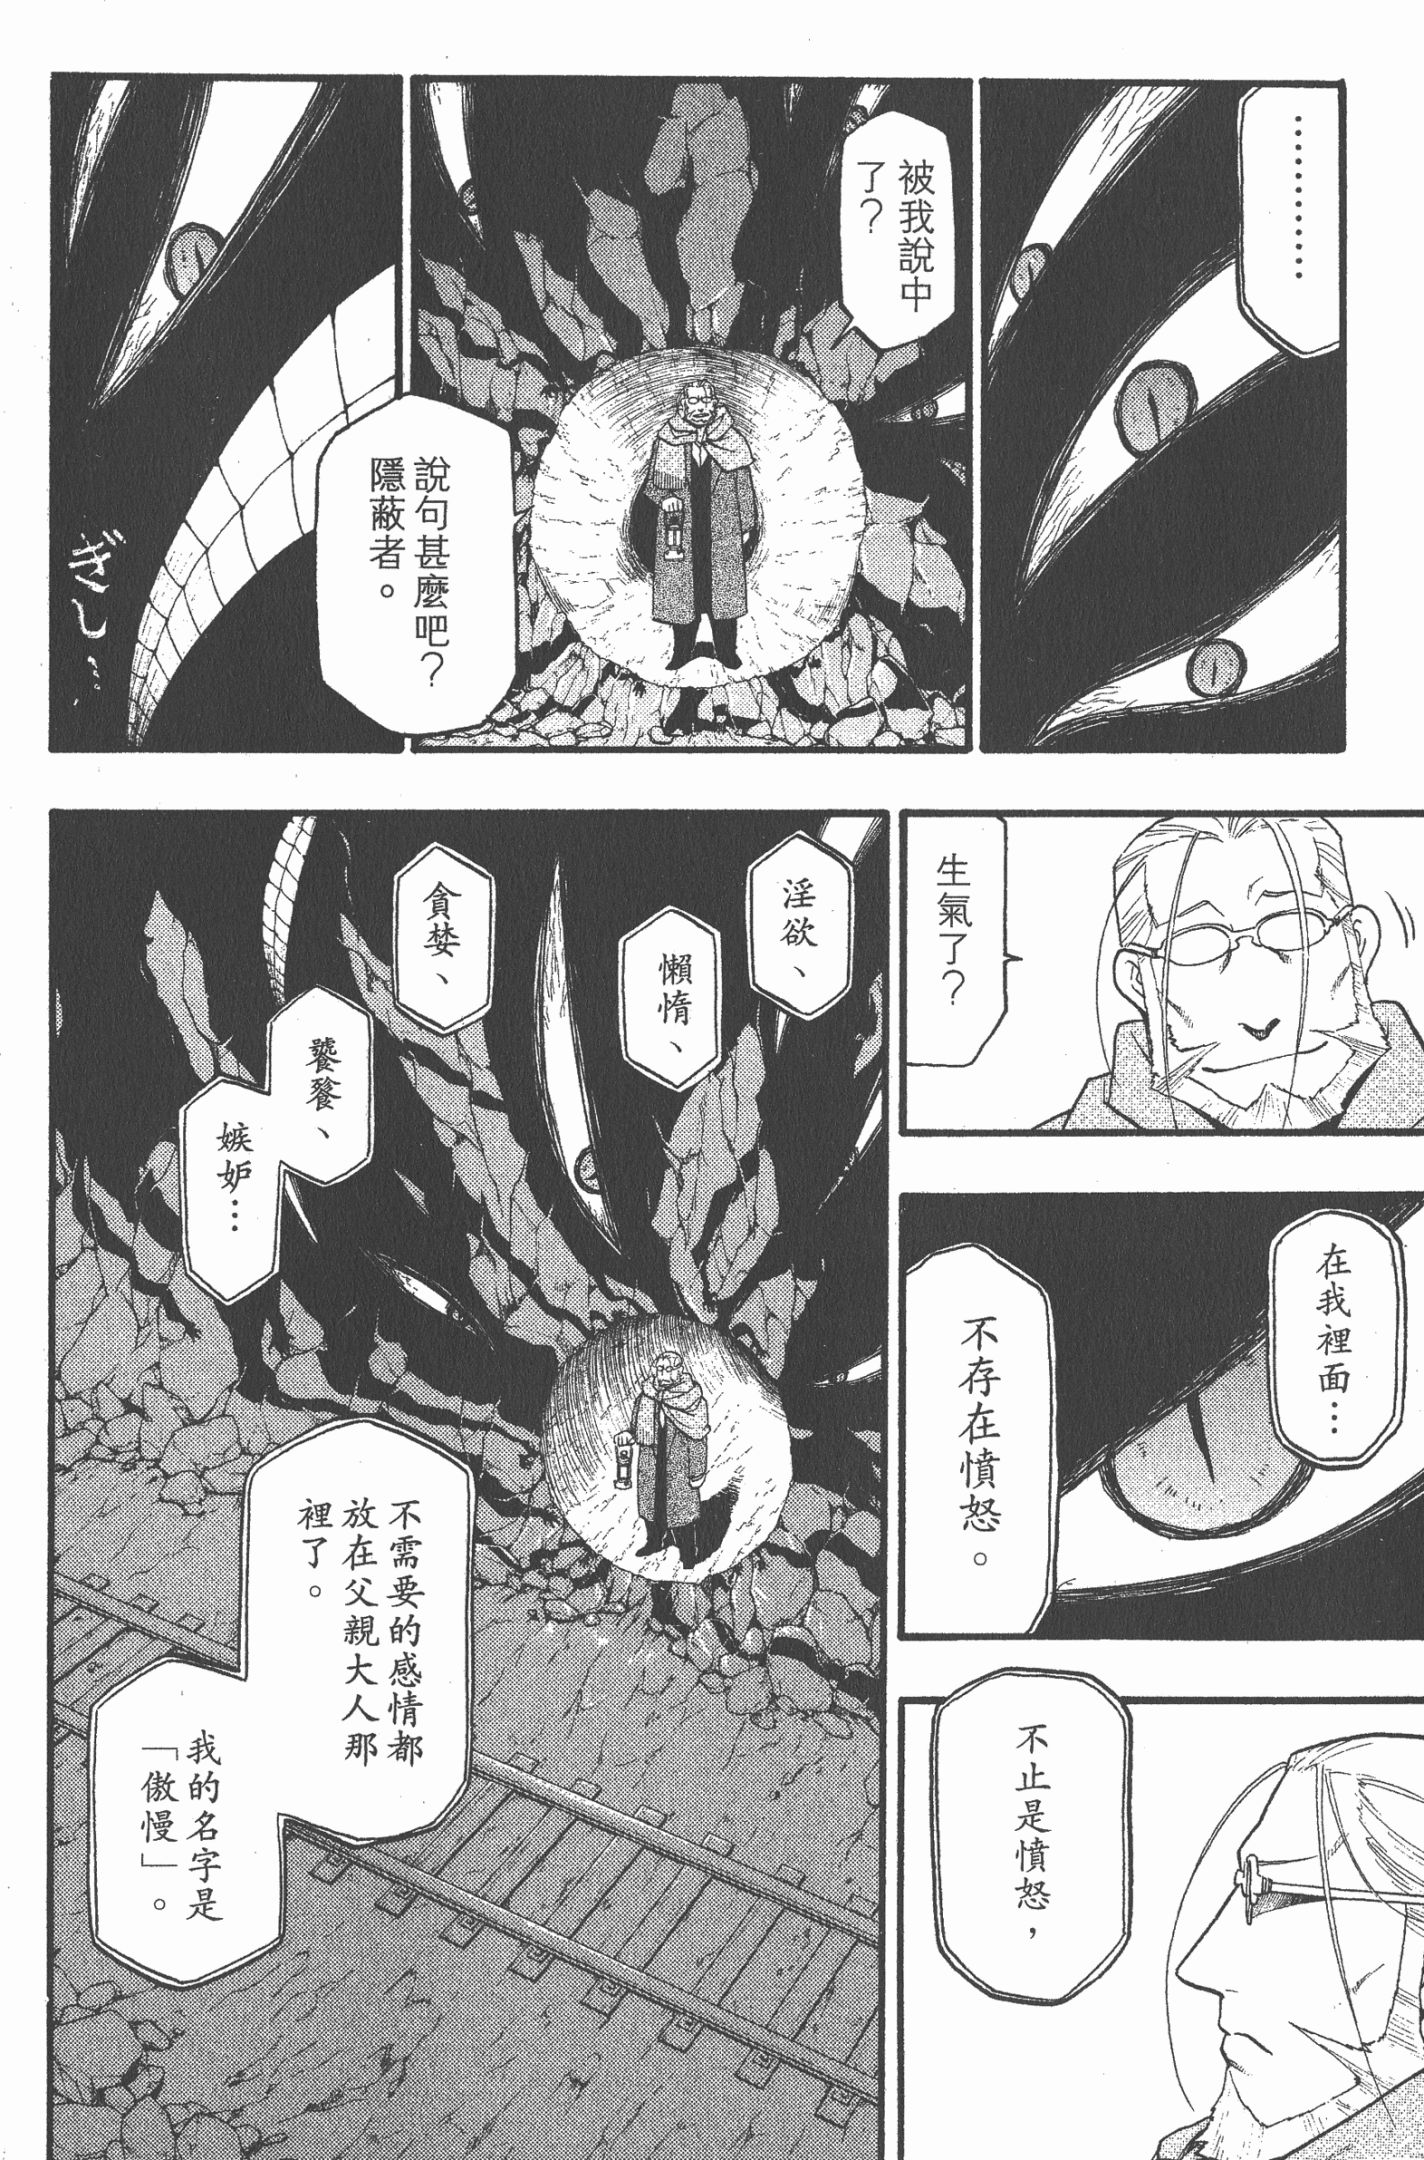 …………
被我說中
了？
說句甚麼吧？
隱蔽者。
ぎし…
生氣了？
在我裡面…
不存在憤怒。
不止是憤怒，
淫欲、
懶惰、
貪婪、
饕餮、
嫉妒…
不需要的感情都
放在父親大人那
裡了。
我的名字是
「傲慢」。